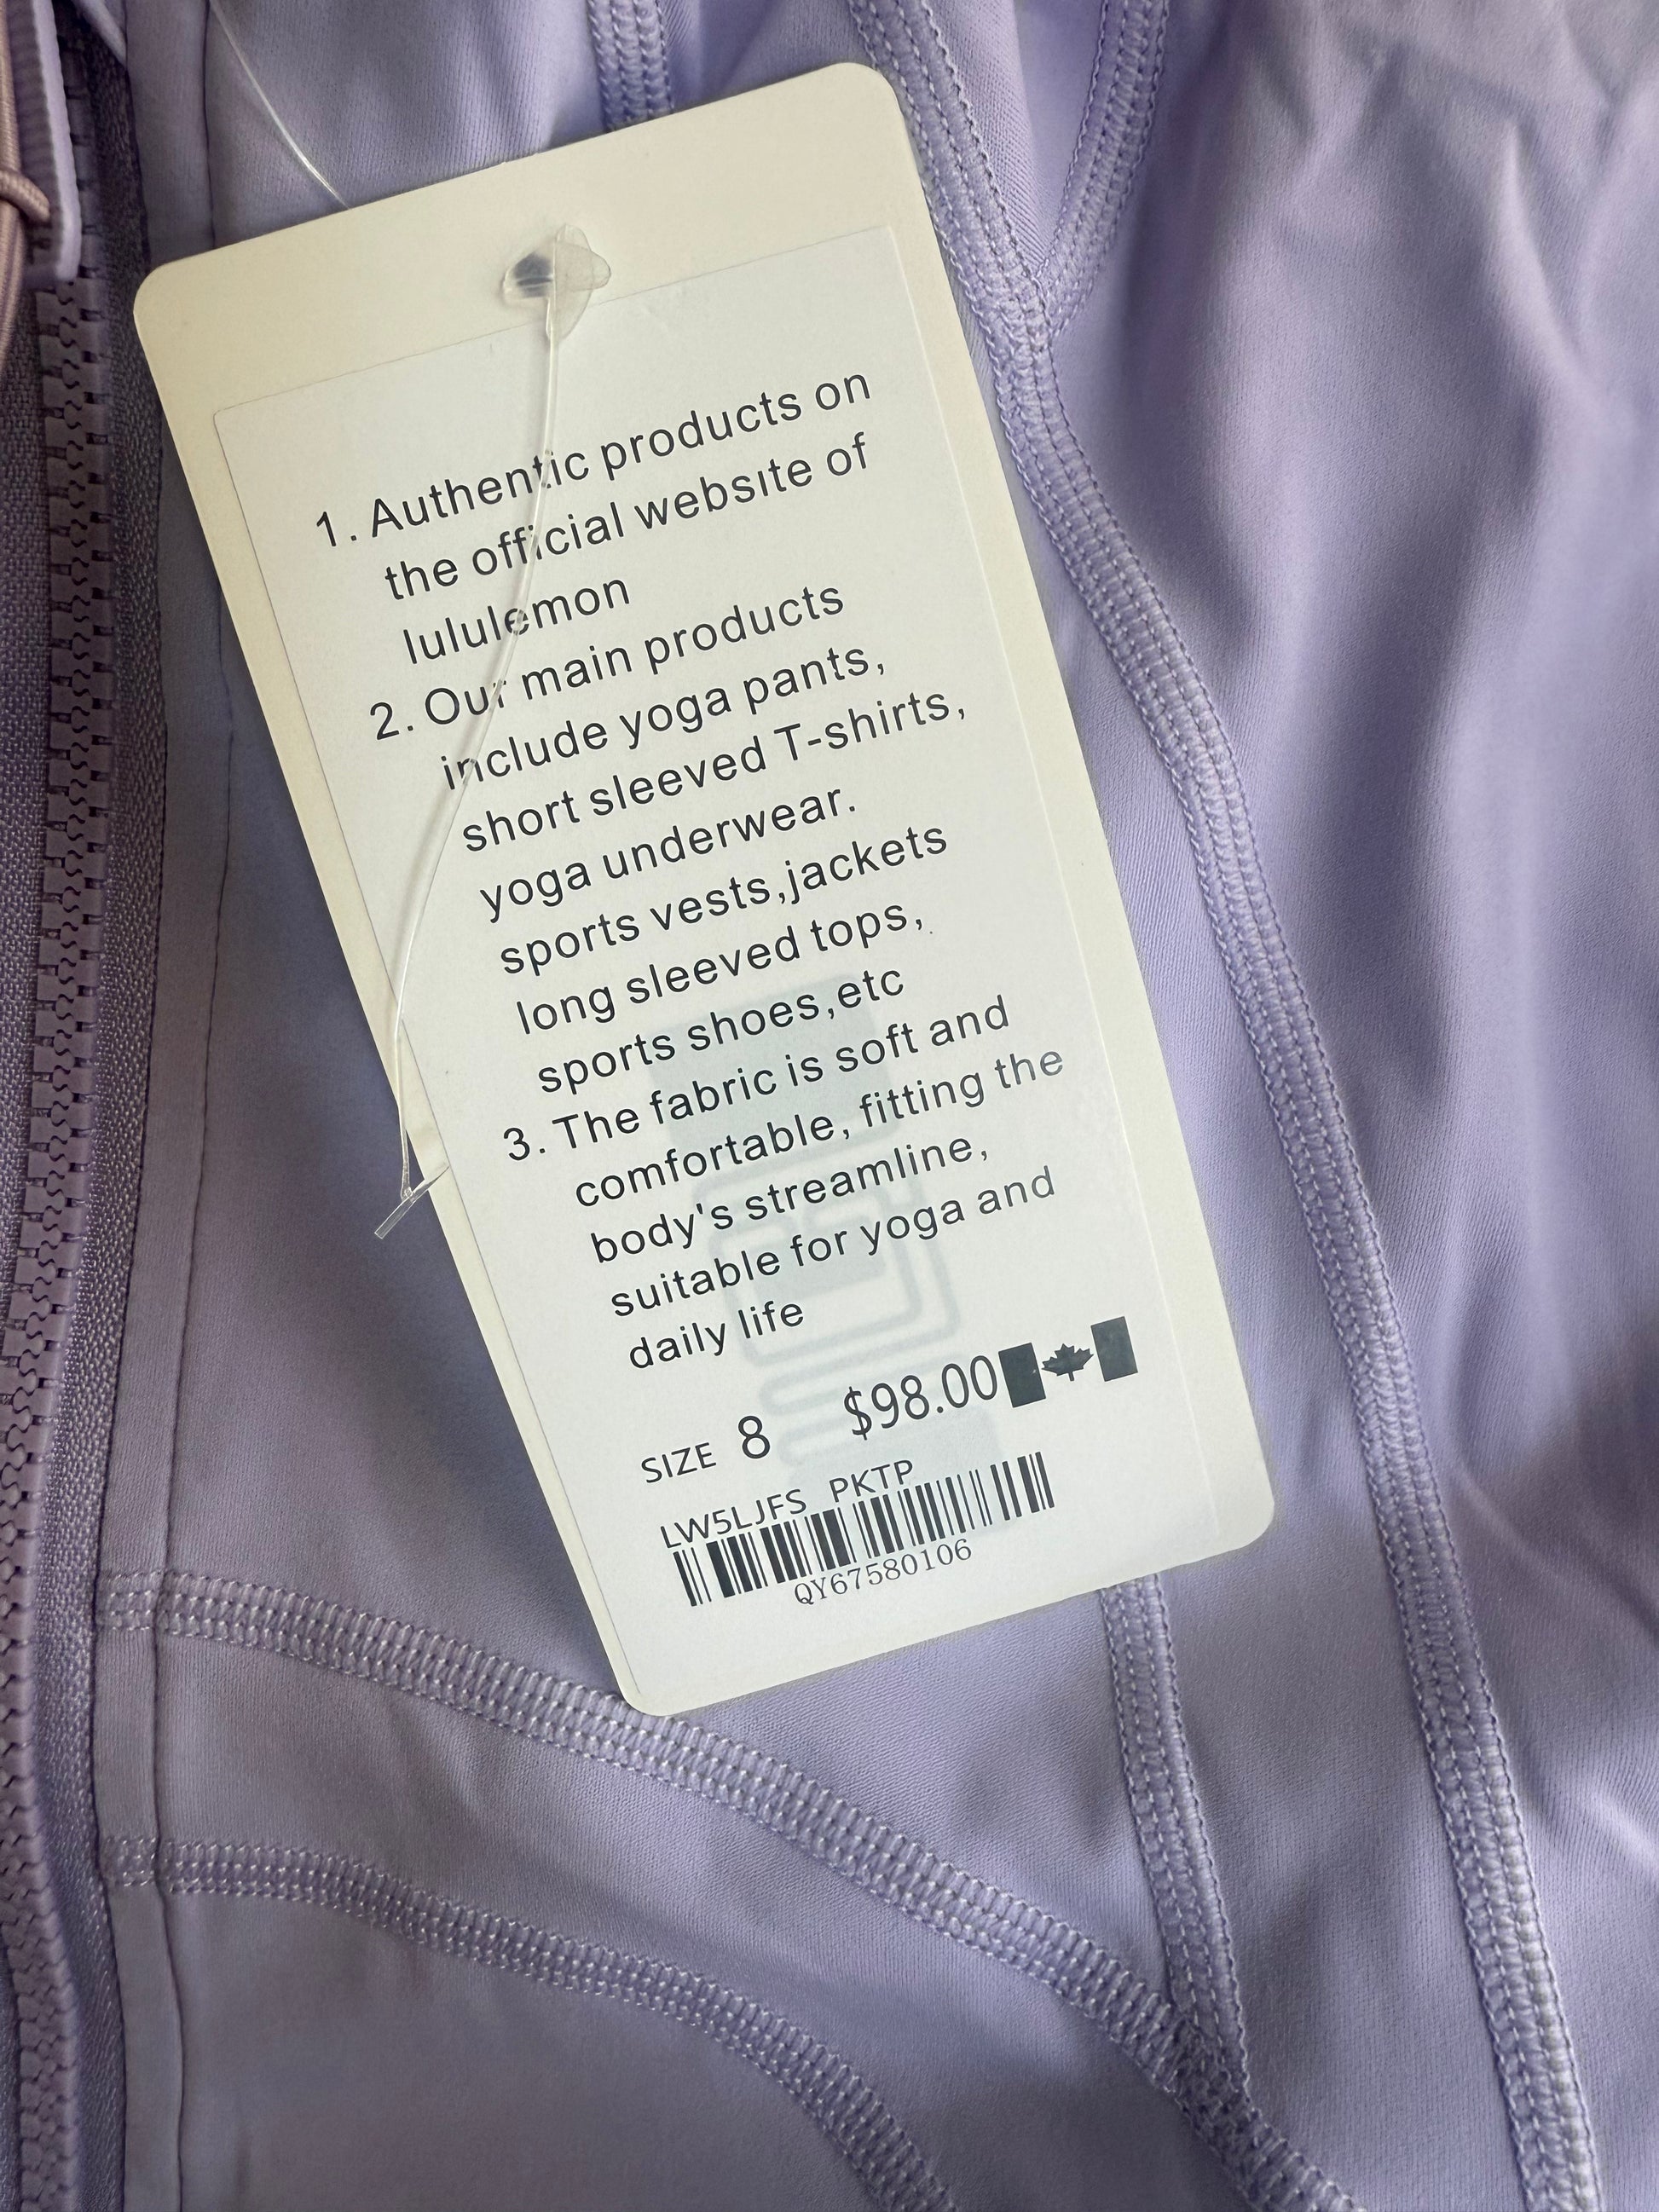 1. Authentic products on
the official website of
lululemon
2. Our main products
include yoga pants,
short sleeved T-shirts,
yoga underwear.
sports vests,jackets
long sleeved tops,
sports shoes,etc
3. The fabric is soft and
comfortable, fitting the
body's streamline,
suitable for yoga and
daily life
SIZE 8 $98.00
LW5LJFS PKTP
QY67580106